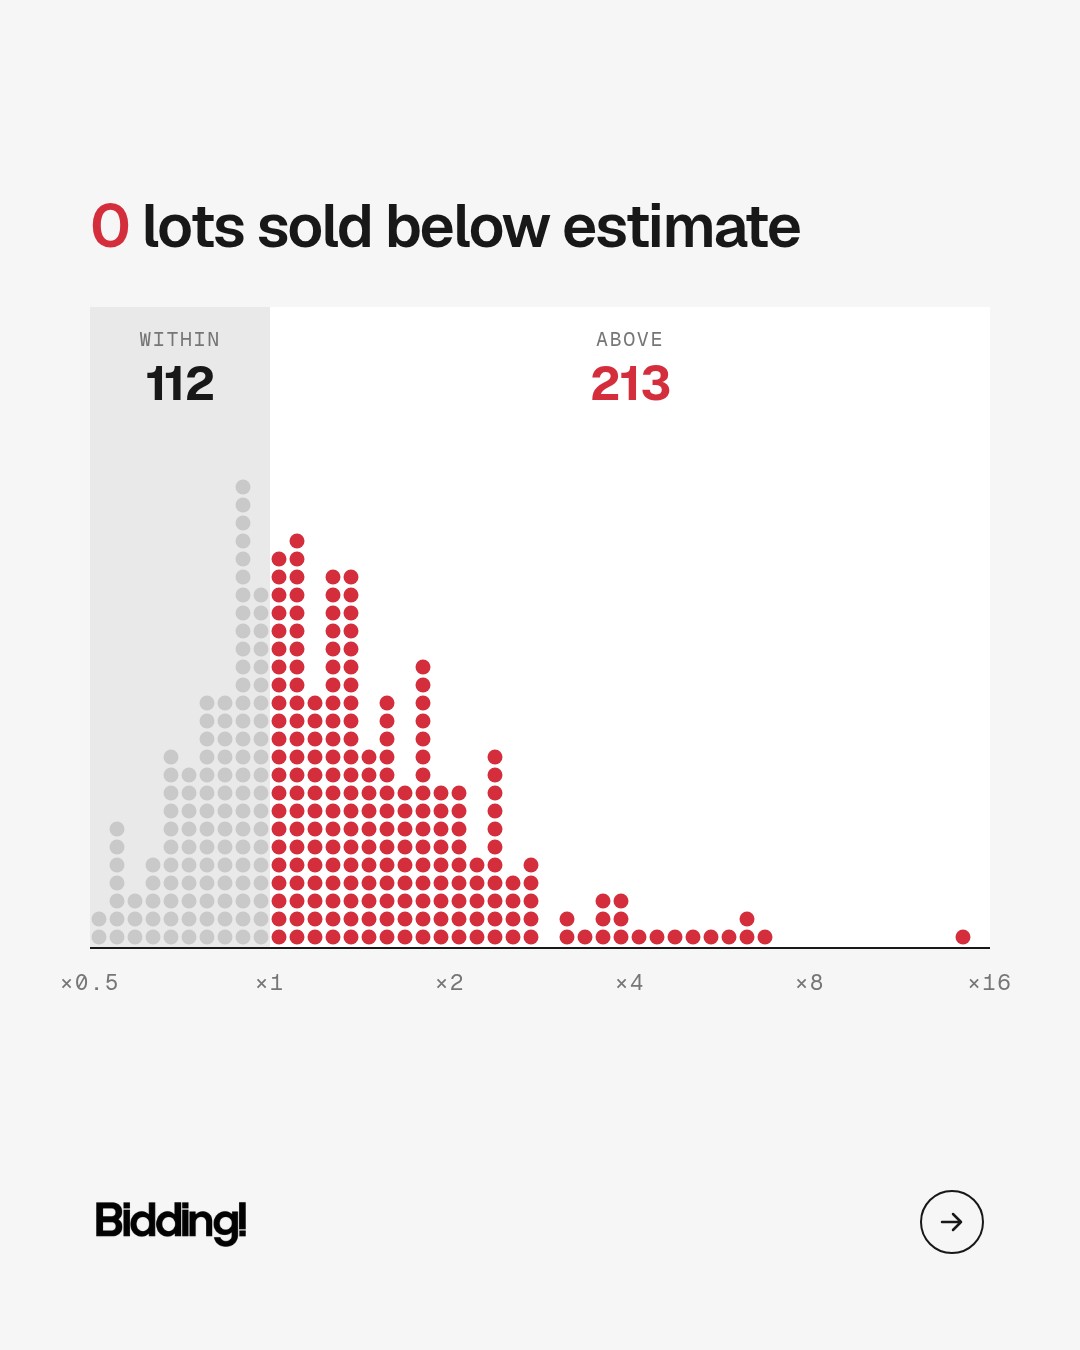 0 lots sold below estimate
WITHIN
112
ABOVE
213
×0.5 ×1 ×2 ×4 ×8 ×16
Bidding!